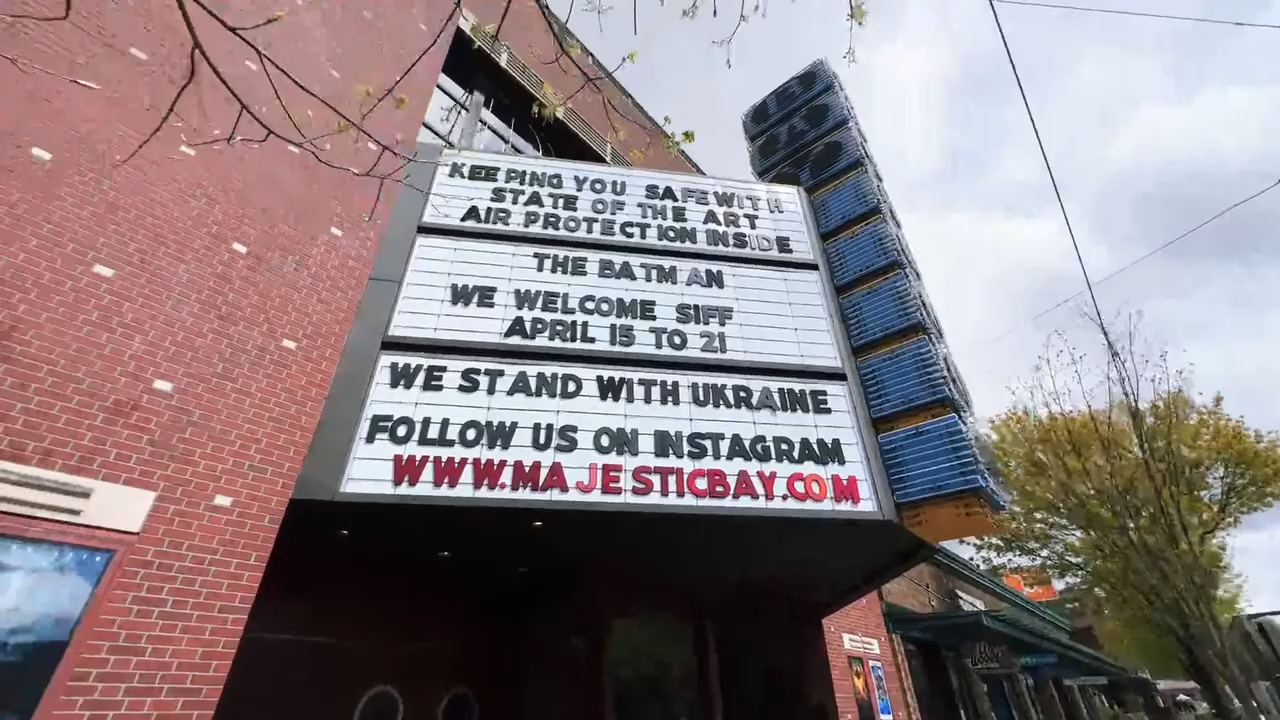 KEEPING YOU SAFE WITH
STATE OF THE ART
AIR PROTECTION INSIDE
THE BATMAN
WE WELCOME SIFF
APRIL 15 TO 21
WE STAND WITH UKRAINE
FOLLOW US ON INSTAGRAM
WWW.MAJESTICBAY.COM